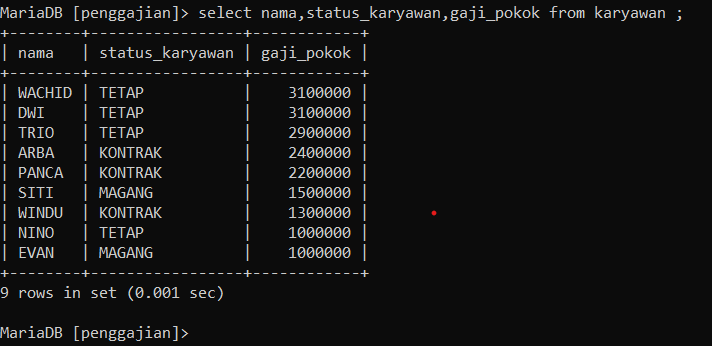 MariaDB [penggajian]> select nama,status_karyawan,gaji_pokok from karyawan ;
+--------+-----------------+------------+
| nama   | status_karyawan | gaji_pokok |
+--------+-----------------+------------+
| WACHID | TETAP           |    3100000 |
| DWI    | TETAP           |    3100000 |
| TRIO   | TETAP           |    2900000 |
| ARBA   | KONTRAK         |    2400000 |
| PANCA  | KONTRAK         |    2200000 |
| SITI   | MAGANG          |    1500000 |
| WINDU  | KONTRAK         |    1300000 |
| NINO   | TETAP           |    1000000 |
| EVAN   | MAGANG          |    1000000 |
+--------+-----------------+------------+
9 rows in set (0.001 sec)
MariaDB [penggajian]>